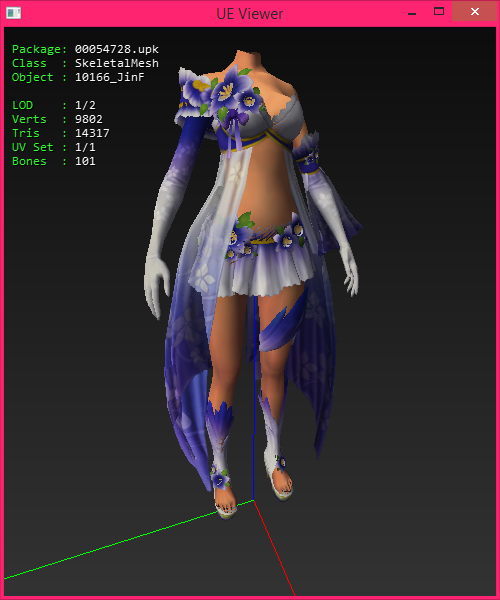 UE Viewer
Package: 00054728.upk
Class : SkeletalMesh
Object : 10166_JinF
LOD : 1/2
Verts : 9802
Tris : 14317
UV Set : 1/1
Bones : 101